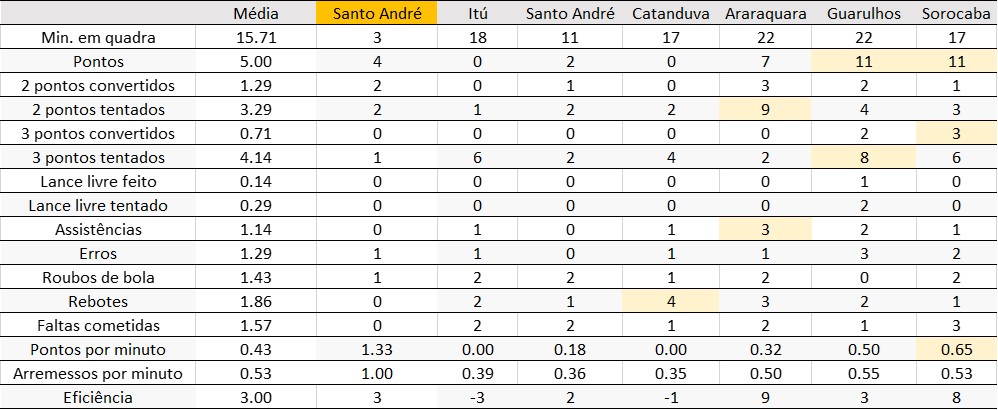 Média Santo André Itú Santo André Catanduva Araraquara Guarulhos Sorocaba
Min. em quadra 15.71 3 18 11 17 22 22 17
Pontos 5.00 4 0 2 0 7 11 11
2 pontos convertidos 1.29 2 0 1 0 3 2 1
2 pontos tentados 3.29 2 1 2 2 9 4 3
3 pontos convertidos 0.71 0 0 0 0 0 2 3
3 pontos tentados 4.14 1 6 2 4 2 8 6
Lance livre feito 0.14 0 0 0 0 0 1 0
Lance livre tentado 0.29 0 0 0 0 0 2 0
Assistências 1.14 0 1 0 1 3 2 1
Erros 1.29 1 1 0 1 1 3 2
Roubos de bola 1.43 1 2 2 1 2 0 2
Rebotes 1.86 0 2 1 4 3 2 1
Faltas cometidas 1.57 0 2 2 1 2 1 3
Pontos por minuto 0.43 1.33 0.00 0.18 0.00 0.32 0.50 0.65
Arremessos por minuto 0.53 1.00 0.39 0.36 0.35 0.50 0.55 0.53
Eficiência 3.00 3 -3 2 -1 9 3 8